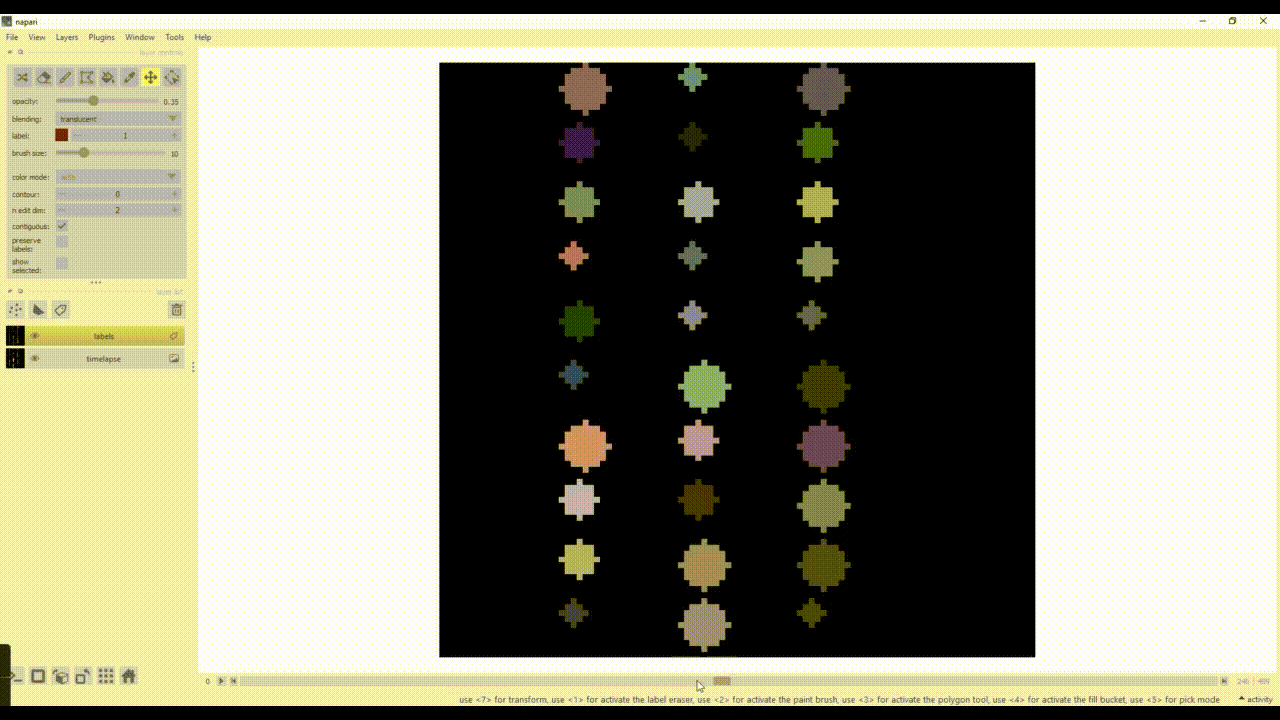 napari
File View Layers Plugins Window Tools Help
layer controls
opacity: 0.35
blending: translucent
label: 1
brush size: 10
color mode: auto
contour: 0
n edit dim: 2
contiguous:
preserve
labels:
show
selected:
layer list
labels
timelapse
0
use <7> for transform, use <1> for activate the label eraser, use <2> for activate the paint brush, use <3> for activate the polygon tool, use <4> for activate the fill bucket, use <5> for pick mode activity